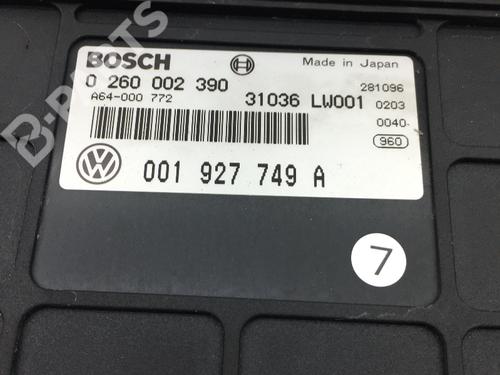 BOSCH
Made in Japan
0 260 002 390
281096
A64-000 772
31036 LW001
0203
0040-
960
001 927 749 A
7
B-PARTS